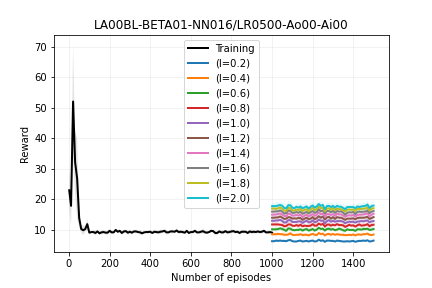 LA00BL-BETA01-NN016/LR0500-Ao00-Ai00
70
60
50
40
30
20
10
Reward
Training
(l=0.2)
(l=0.4)
(l=0.6)
(l=0.8)
(l=1.0)
(l=1.2)
(l=1.4)
(l=1.6)
(l=1.8)
(l=2.0)
0 200 400 600 800 1000 1200 1400
Number of episodes